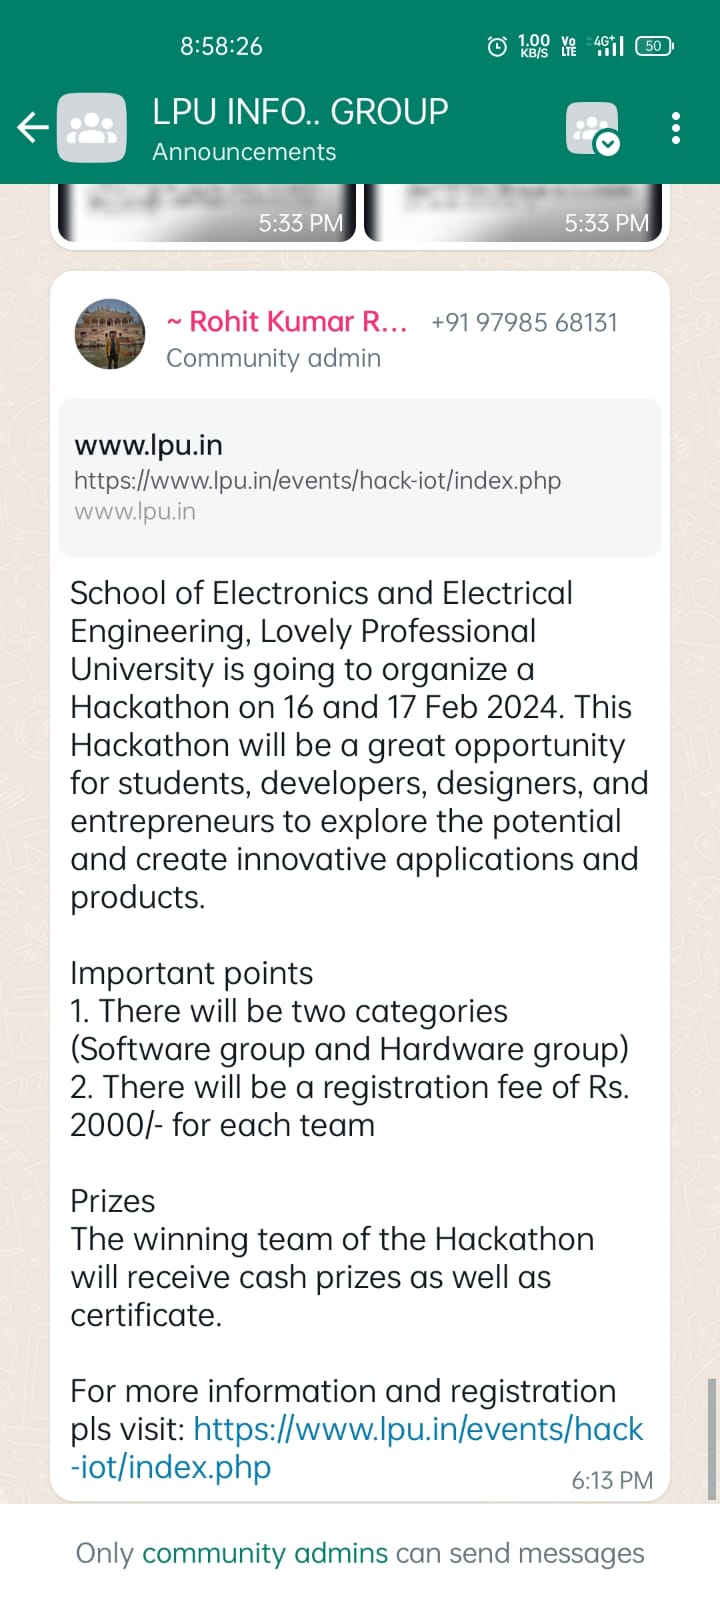 8:58:26
1.00 KB/S Vo LTE 4G+ 50
LPU INFO.. GROUP
Announcements
5:33 PM
5:33 PM
~ Rohit Kumar R... +91 97985 68131
Community admin
www.lpu.in
https://www.lpu.in/events/hack-iot/index.php
www.lpu.in
School of Electronics and Electrical
Engineering, Lovely Professional
University is going to organize a
Hackathon on 16 and 17 Feb 2024. This
Hackathon will be a great opportunity
for students, developers, designers, and
entrepreneurs to explore the potential
and create innovative applications and
products.
Important points
1. There will be two categories
(Software group and Hardware group)
2. There will be a registration fee of Rs.
2000/- for each team
Prizes
The winning team of the Hackathon
will receive cash prizes as well as
certificate.
For more information and registration
pls visit: https://www.lpu.in/events/hack
-iot/index.php
6:13 PM
Only community admins can send messages